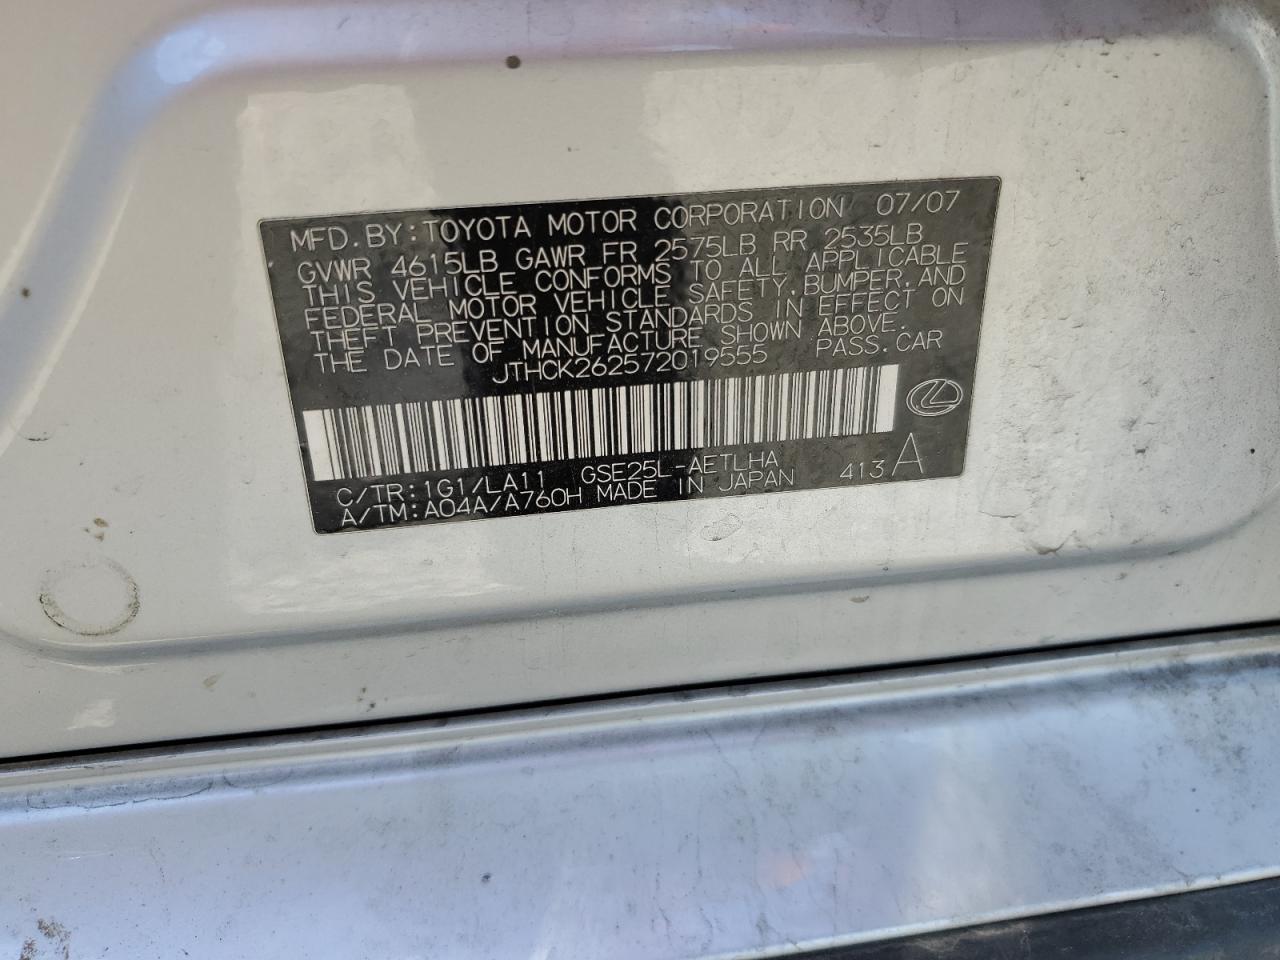 MFD.BY:TOYOTA MOTOR CORPORATION 07/07
GVWR 4615LB GAWR FR 2575LB RR 2535LB
THIS VEHICLE CONFORMS TO ALL APPLICABLE
FEDERAL MOTOR VEHICLE SAFETY,BUMPER,AND
THEFT PREVENTION STANDARDS IN EFFECT ON
THE DATE OF MANUFACTURE SHOWN ABOVE.
JTHCK262572019555 PASS.CAR
C/TR:1G1/LA11 GSE25L-AETLHA 413 A
A/TM:A04A/A760H MADE IN JAPAN